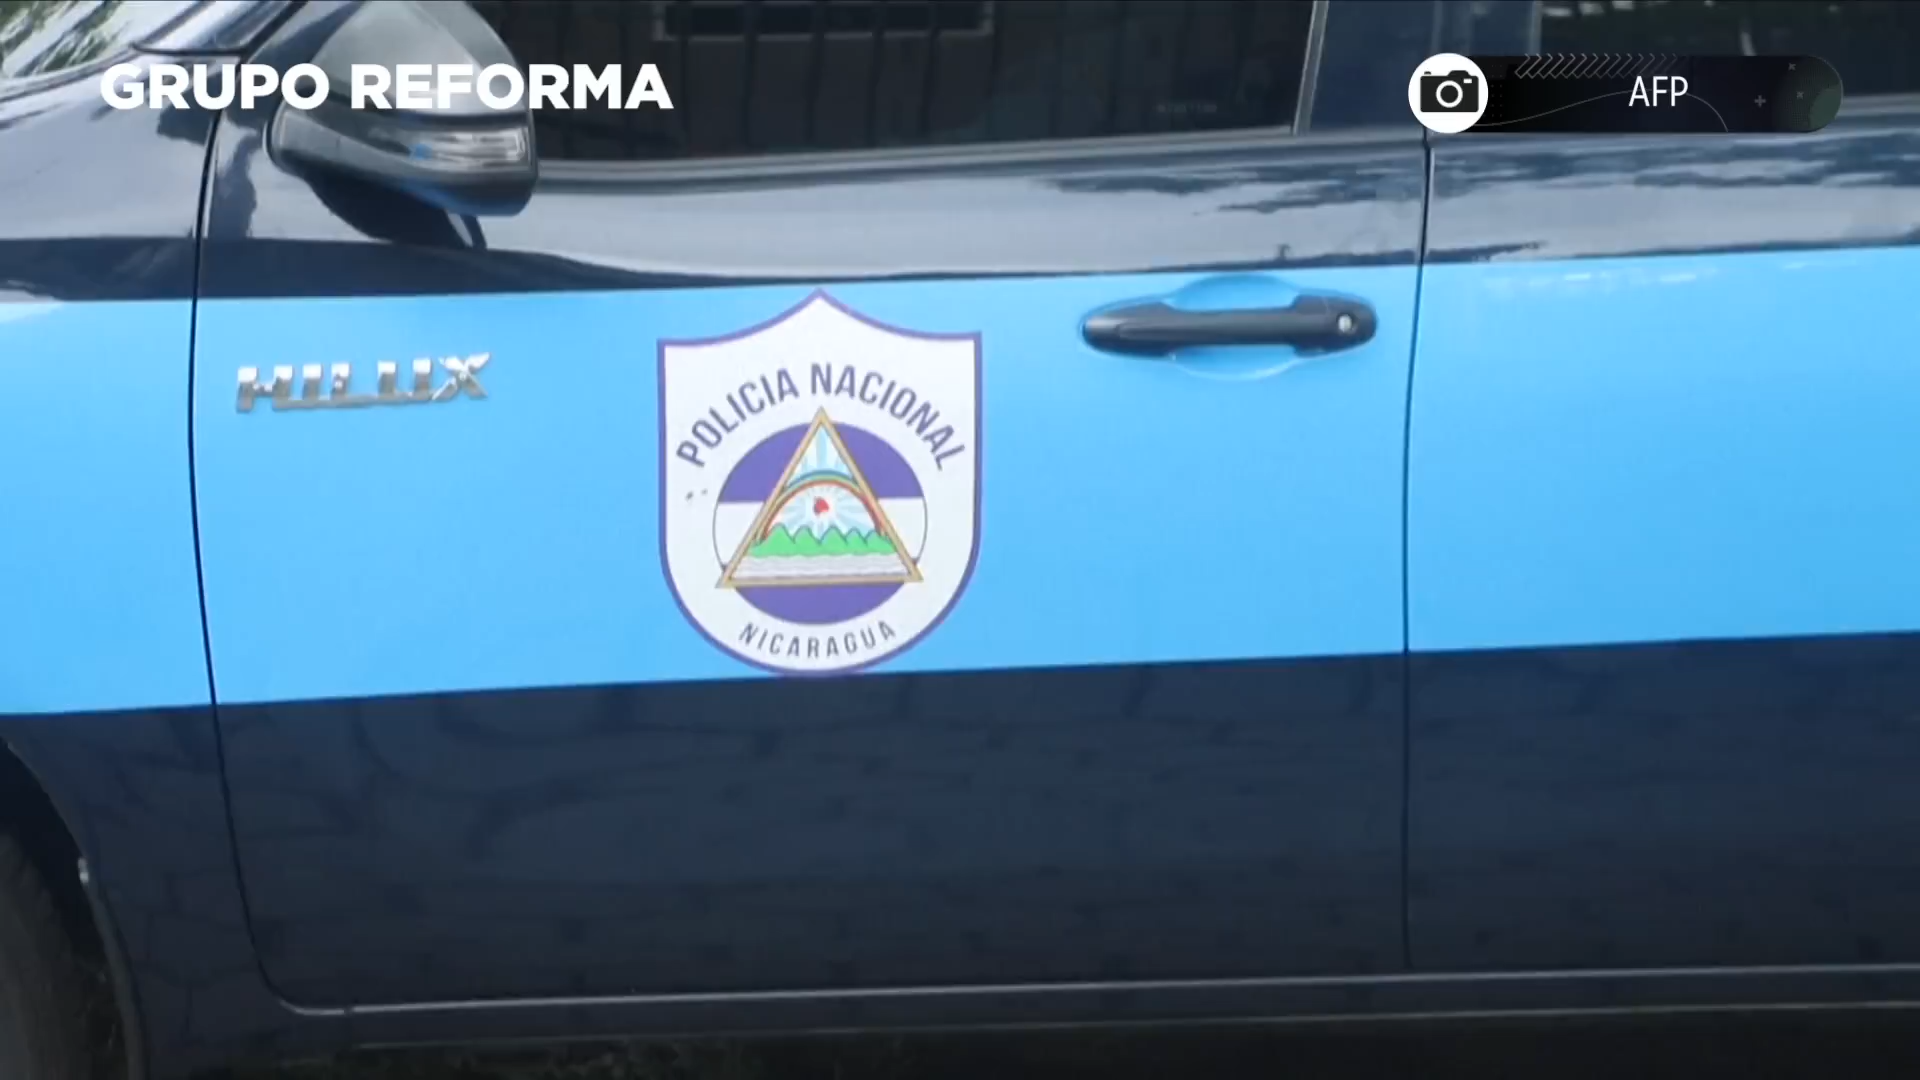 GRUPO REFORMA
AFP
HILUX
POLICIA NACIONAL
NICARAGUA